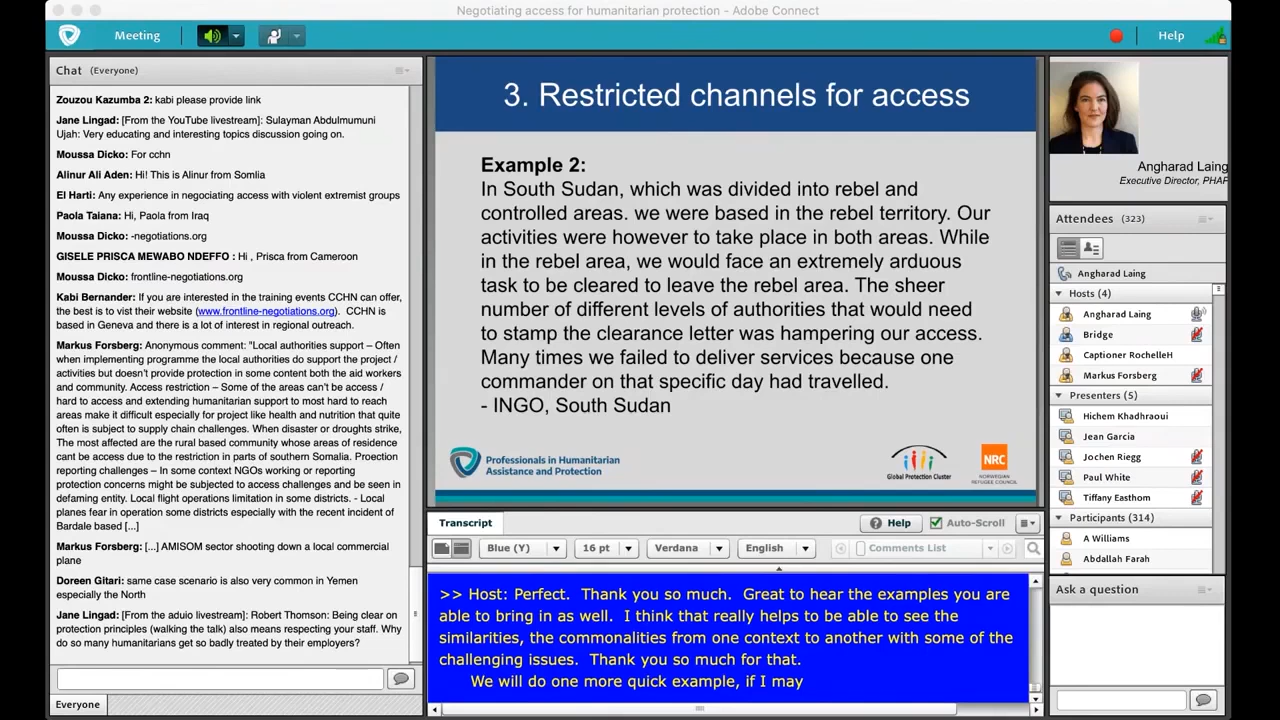 Negotiating access for humanitarian protection - Adobe Connect
Meeting
Help
Chat (Everyone)
Zouzou Kazumba 2: kabi please provide link
Jane Lingad: [From the YouTube livestream]: Sulayman Abdulmumuni
Ujah: Very educating and interesting topics discussion going on.
Moussa Dicko: For cchn
Alinur Ali Aden: Hi! This is Alinur from Somlia
El Harti: Any experience in negotiating access with violent extremist groups
Paola Taiana: Hi, Paola from Iraq
Moussa Dicko: -negotiations.org
GISELE PRISCA MEWABO NDEFFO : Hi , Prisca from Cameroon
Moussa Dicko: frontline-negotiations.org
Kabi Bernander: If you are interested in the training events CCHN can offer,
the best is to visit their website (www.frontline-negotiations.org). CCHN is
based in Geneva and there is a lot of interest in regional outreach.
Markus Forsberg: Anonymous comment: "Local authorities support – Often
when implementing programme the local authorities do support the project /
activities but doesn't provide protection in some content both the aid workers
and community. Access restriction – Some of the areas can't be access /
hard to access and extending humanitarian support to most hard to reach
areas make it difficult especially for project like health and nutrition that quite
often is subject to supply chain challenges. When disaster or droughts strike,
The most affected are the rural based community whose areas of residence
cant be access due to the restriction in parts of southern Somalia. Proection
reporting challenges – In some context NGOs working or reporting
protection concerns might be subjected to access challenges and be seen in
defaming entity. Local flight operations limitation in some districts. - Local
planes fear in operation some districts especially with the recent incident of
Bardale based [...]
Markus Forsberg: [...] AMISOM sector shooting down a local commercial
plane
Doreen Gitari: same case scenario is also very common in Yemen
especially the North
Jane Lingad: [From the aduio livestream]: Robert Thomson: Being clear on
protection principles (walking the talk) also means respecting your staff. Why
do so many humanitarians get so badly treated by their employers?
Everyone
3. Restricted channels for access
Example 2:
In South Sudan, which was divided into rebel and
controlled areas. we were based in the rebel territory. Our
activities were however to take place in both areas. While
in the rebel area, we would face an extremely arduous
task to be cleared to leave the rebel area. The sheer
number of different levels of authorities that would need
to stamp the clearance letter was hampering our access.
Many times we failed to deliver services because one
commander on that specific day had travelled.
- INGO, South Sudan
Professionals in Humanitarian
Assistance and Protection
Global Protection Cluster
NRC
NORWEGIAN
REFUGEE COUNCIL
Transcript
Help
Auto-Scroll
Blue (Y)
16 pt
Verdana
English
Comments List
>> Host: Perfect. Thank you so much. Great to hear the examples you are
able to bring in as well. I think that really helps to be able to see the
similarities, the commonalities from one context to another with some of the
challenging issues. Thank you so much for that.
We will do one more quick example, if I may
Angharad Laing
Executive Director, PHAP
Attendees (323)
Angharad Laing
Hosts (4)
Angharad Laing
Bridge
Captioner RochelleH
Markus Forsberg
Presenters (5)
Hichem Khadhraoui
Jean Garcia
Jochen Riegg
Paul White
Tiffany Easthom
Participants (314)
A Williams
Abdallah Farah
Ask a question